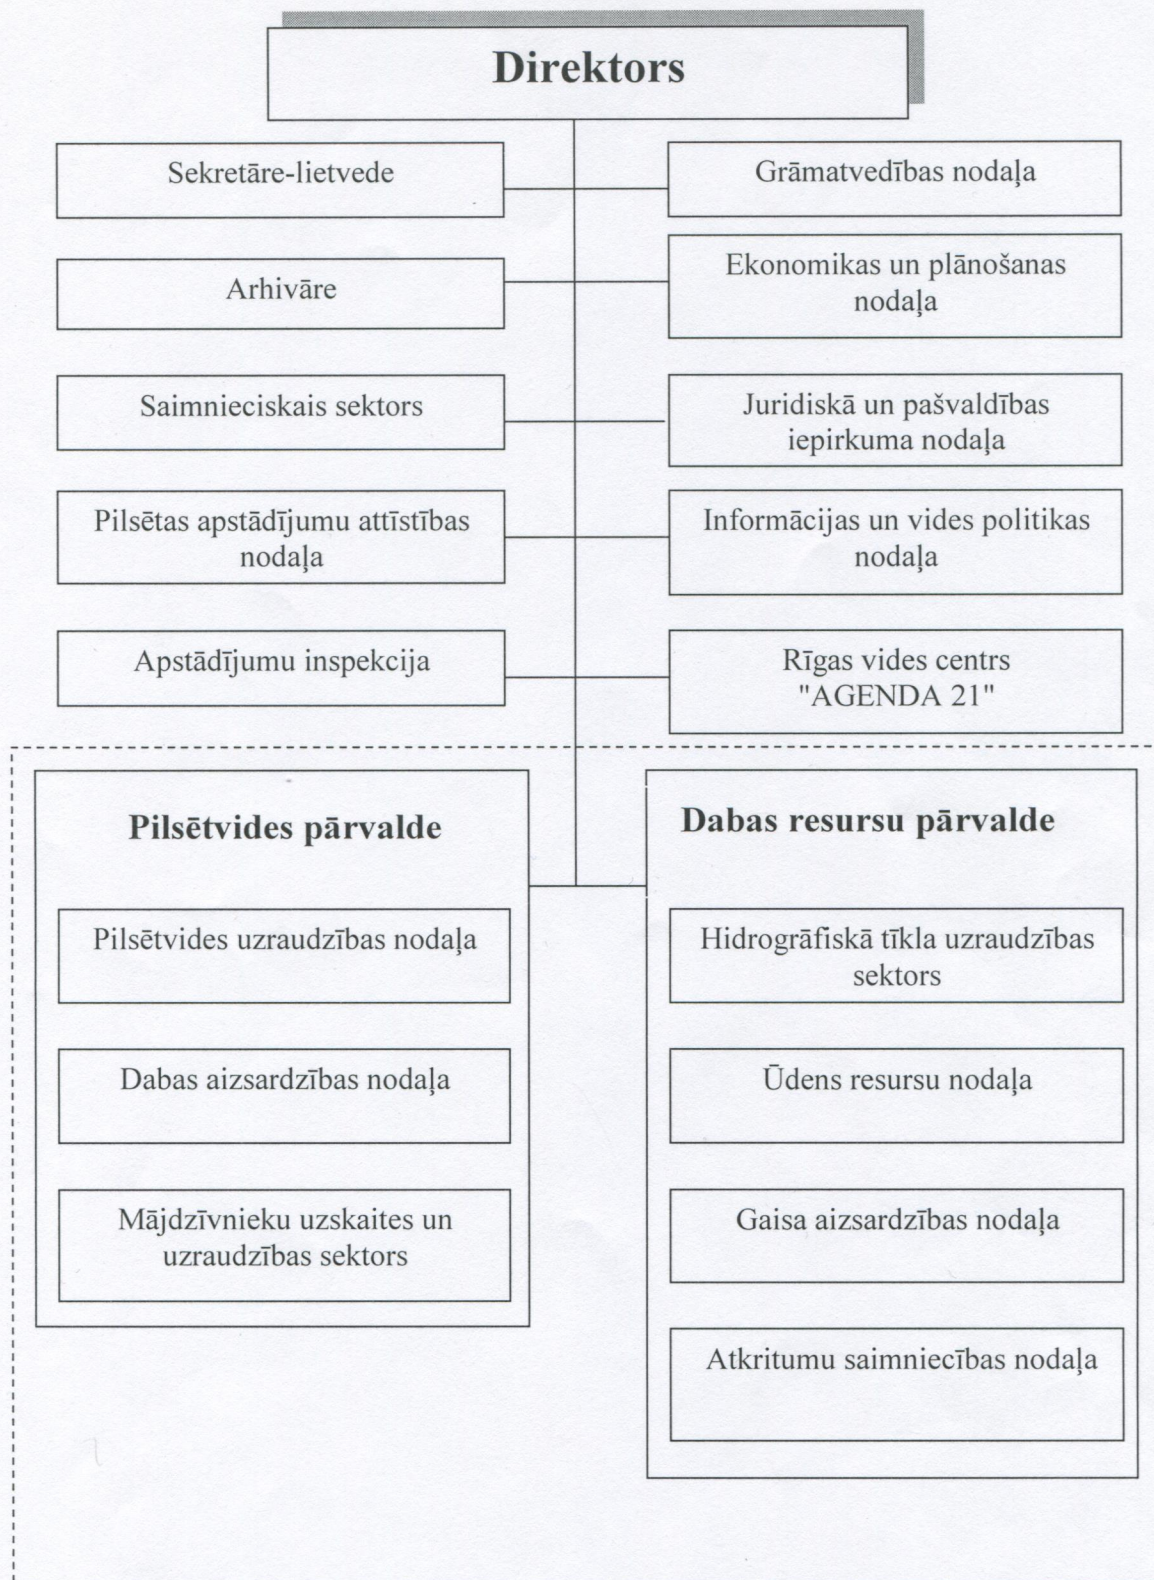 Direktors
Sekretāre-lietvede
Grāmatvedības nodaļa
Arhivāre
Ekonomikas un plānošanas
nodaļa
Saimnieciskais sektors
Juridiskā un pašvaldības
iepirkuma nodaļa
Pilsētas apstādījumu attīstības
nodaļa
Informācijas un vides politikas
nodaļa
Apstādījumu inspekcija
Rīgas vides centrs
"AGENDA 21"
Pilsētvides pārvalde
Pilsētvides uzraudzības nodaļa
Dabas aizsardzības nodaļa
Mājdzīvnieku uzskaites un
uzraudzības sektors
Dabas resursu pārvalde
Hidrogrāfiskā tīkla uzraudzības
sektors
Ūdens resursu nodaļa
Gaisa aizsardzības nodaļa
Atkritumu saimniecības nodaļa